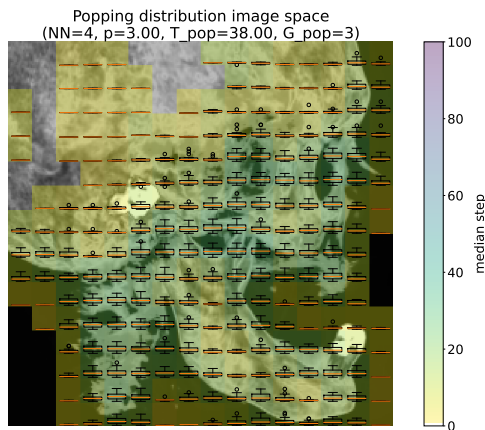 Popping distribution image space
(NN=4, p=3.00, T_pop=38.00, G_pop=3)
100
80
60
40
20
0
median step